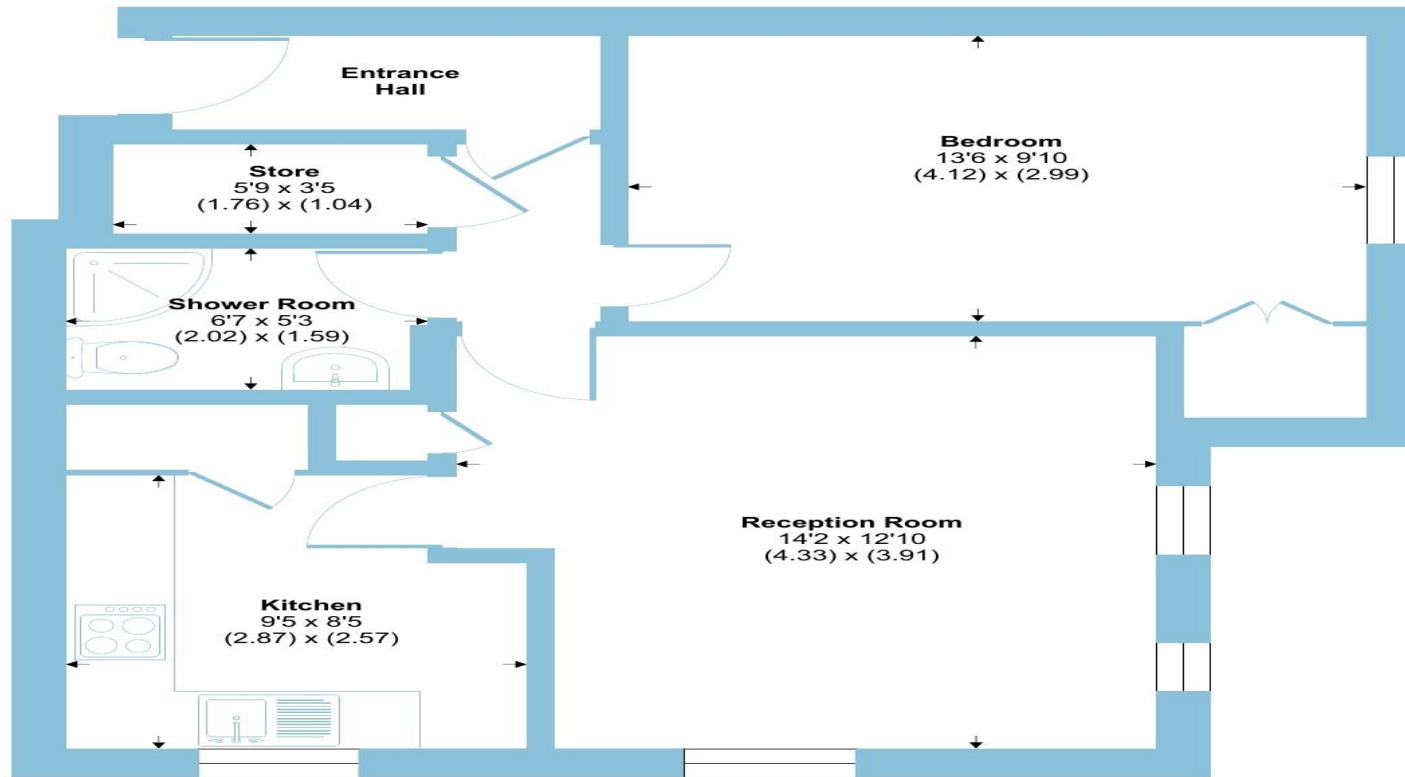 Entrance
Hall
Bedroom
13'6 x 9'10
(4.12) x (2.99)
Store
5'9 x 3'5
(1.76) x (1.04)
Shower Room
6'7 x 5'3
(2.02) x (1.59)
Reception Room
14'2 x 12'10
(4.33) x (3.91)
Kitchen
9'5 x 8'5
(2.87) x (2.57)